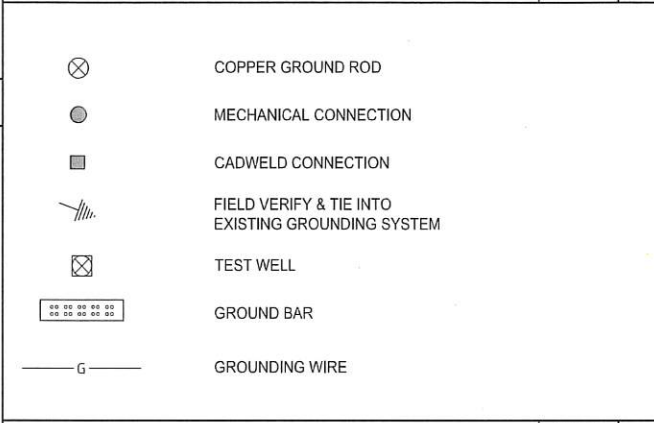 COPPER GROUND ROD
MECHANICAL CONNECTION
CADWELD CONNECTION
FIELD VERIFY & TIE INTO
EXISTING GROUNDING SYSTEM
TEST WELL
GROUND BAR
G
GROUNDING WIRE